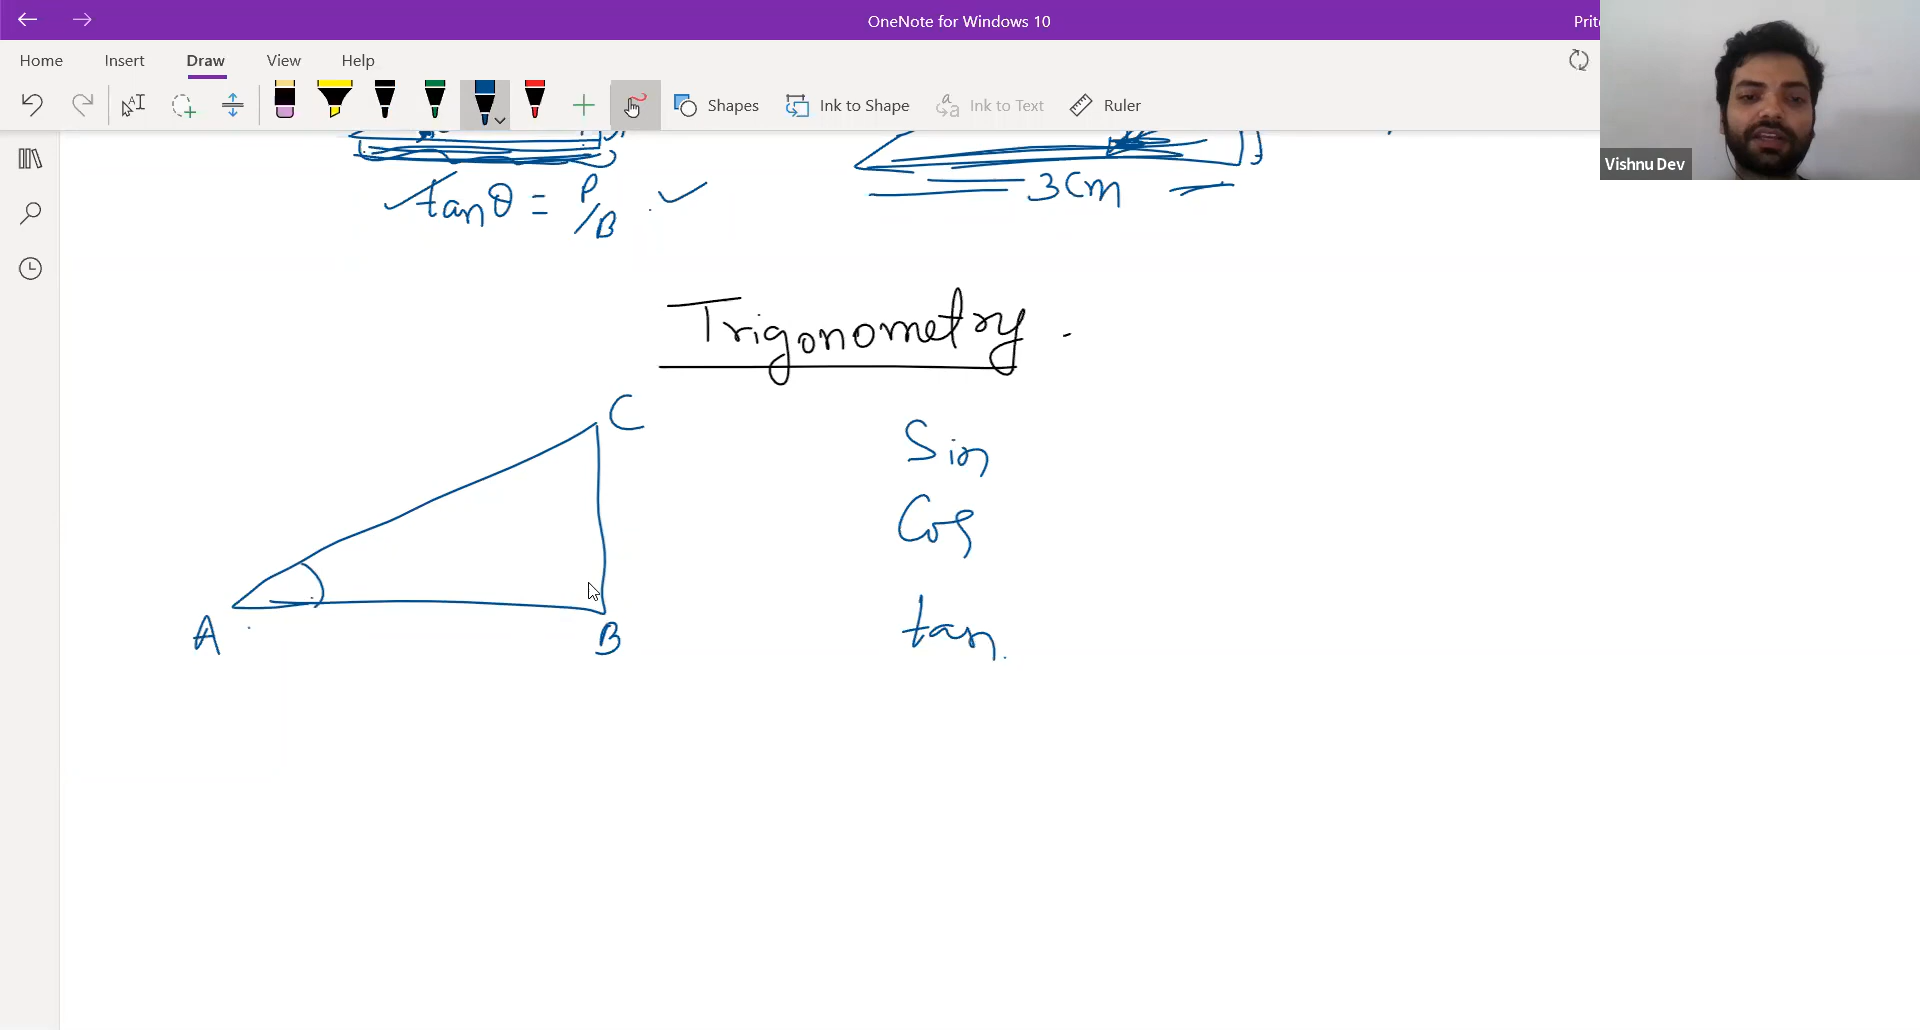 OneNote for Windows 10
Home Insert Draw View Help
Shapes Ink to Shape Ink to Text Ruler
Vishnu Dev
tanθ = P/B
3Cm
Trigonometry
C
Sin
Cos
tan
A
B